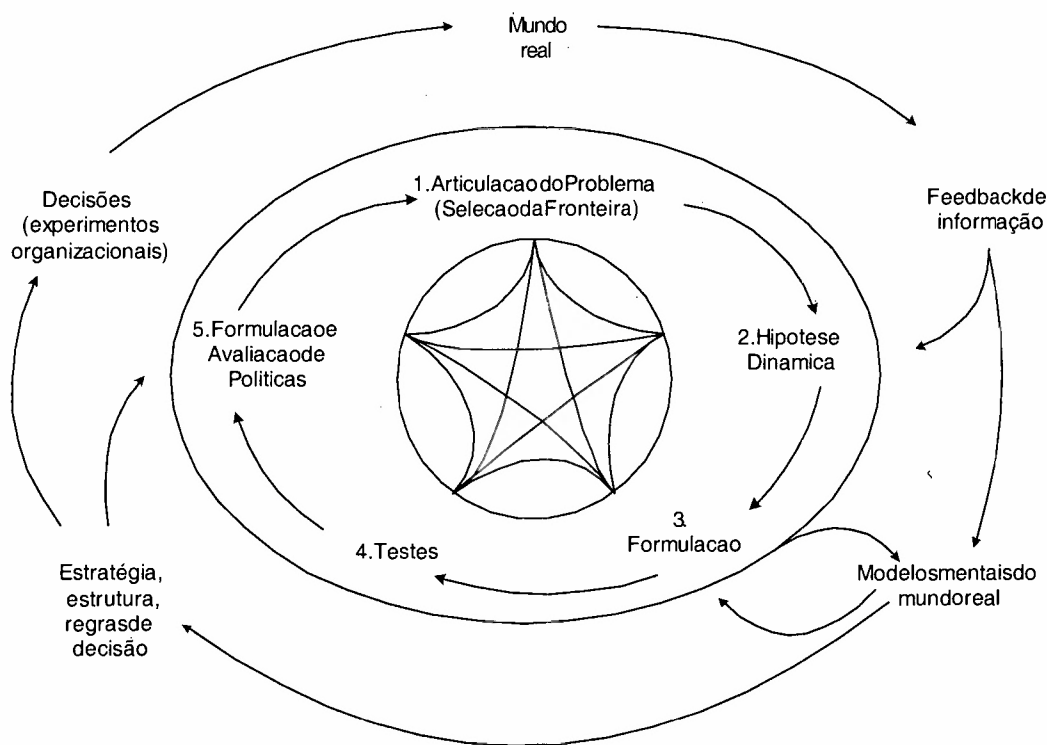 Mundo
real
Decisões
(experimentos
organizacionais)
1.ArticulacaodoProblema
(SelecaodaFronteira)
Feedbackde
informação
5.Formulacaoe
Avaliacaode
Politicas
2.Hipotese
Dinamica
3.
Formulacao
4.Testes
Estratégia,
estrutura,
regrasde
decisão
Modelosmentaisdo
mundoreal